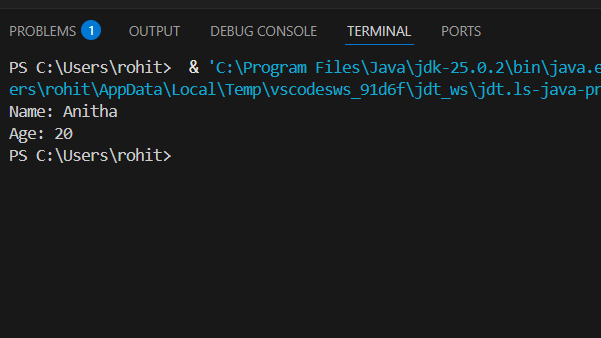 PROBLEMS 1 OUTPUT DEBUG CONSOLE TERMINAL PORTS
PS C:\Users\rohit> & 'C:\Program Files\Java\jdk-25.0.2\bin\java.e
ers\rohit\AppData\Local\Temp\vscodesws_91d6f\jdt_ws\jdt.ls-java-pr
Name: Anitha
Age: 20
PS C:\Users\rohit>